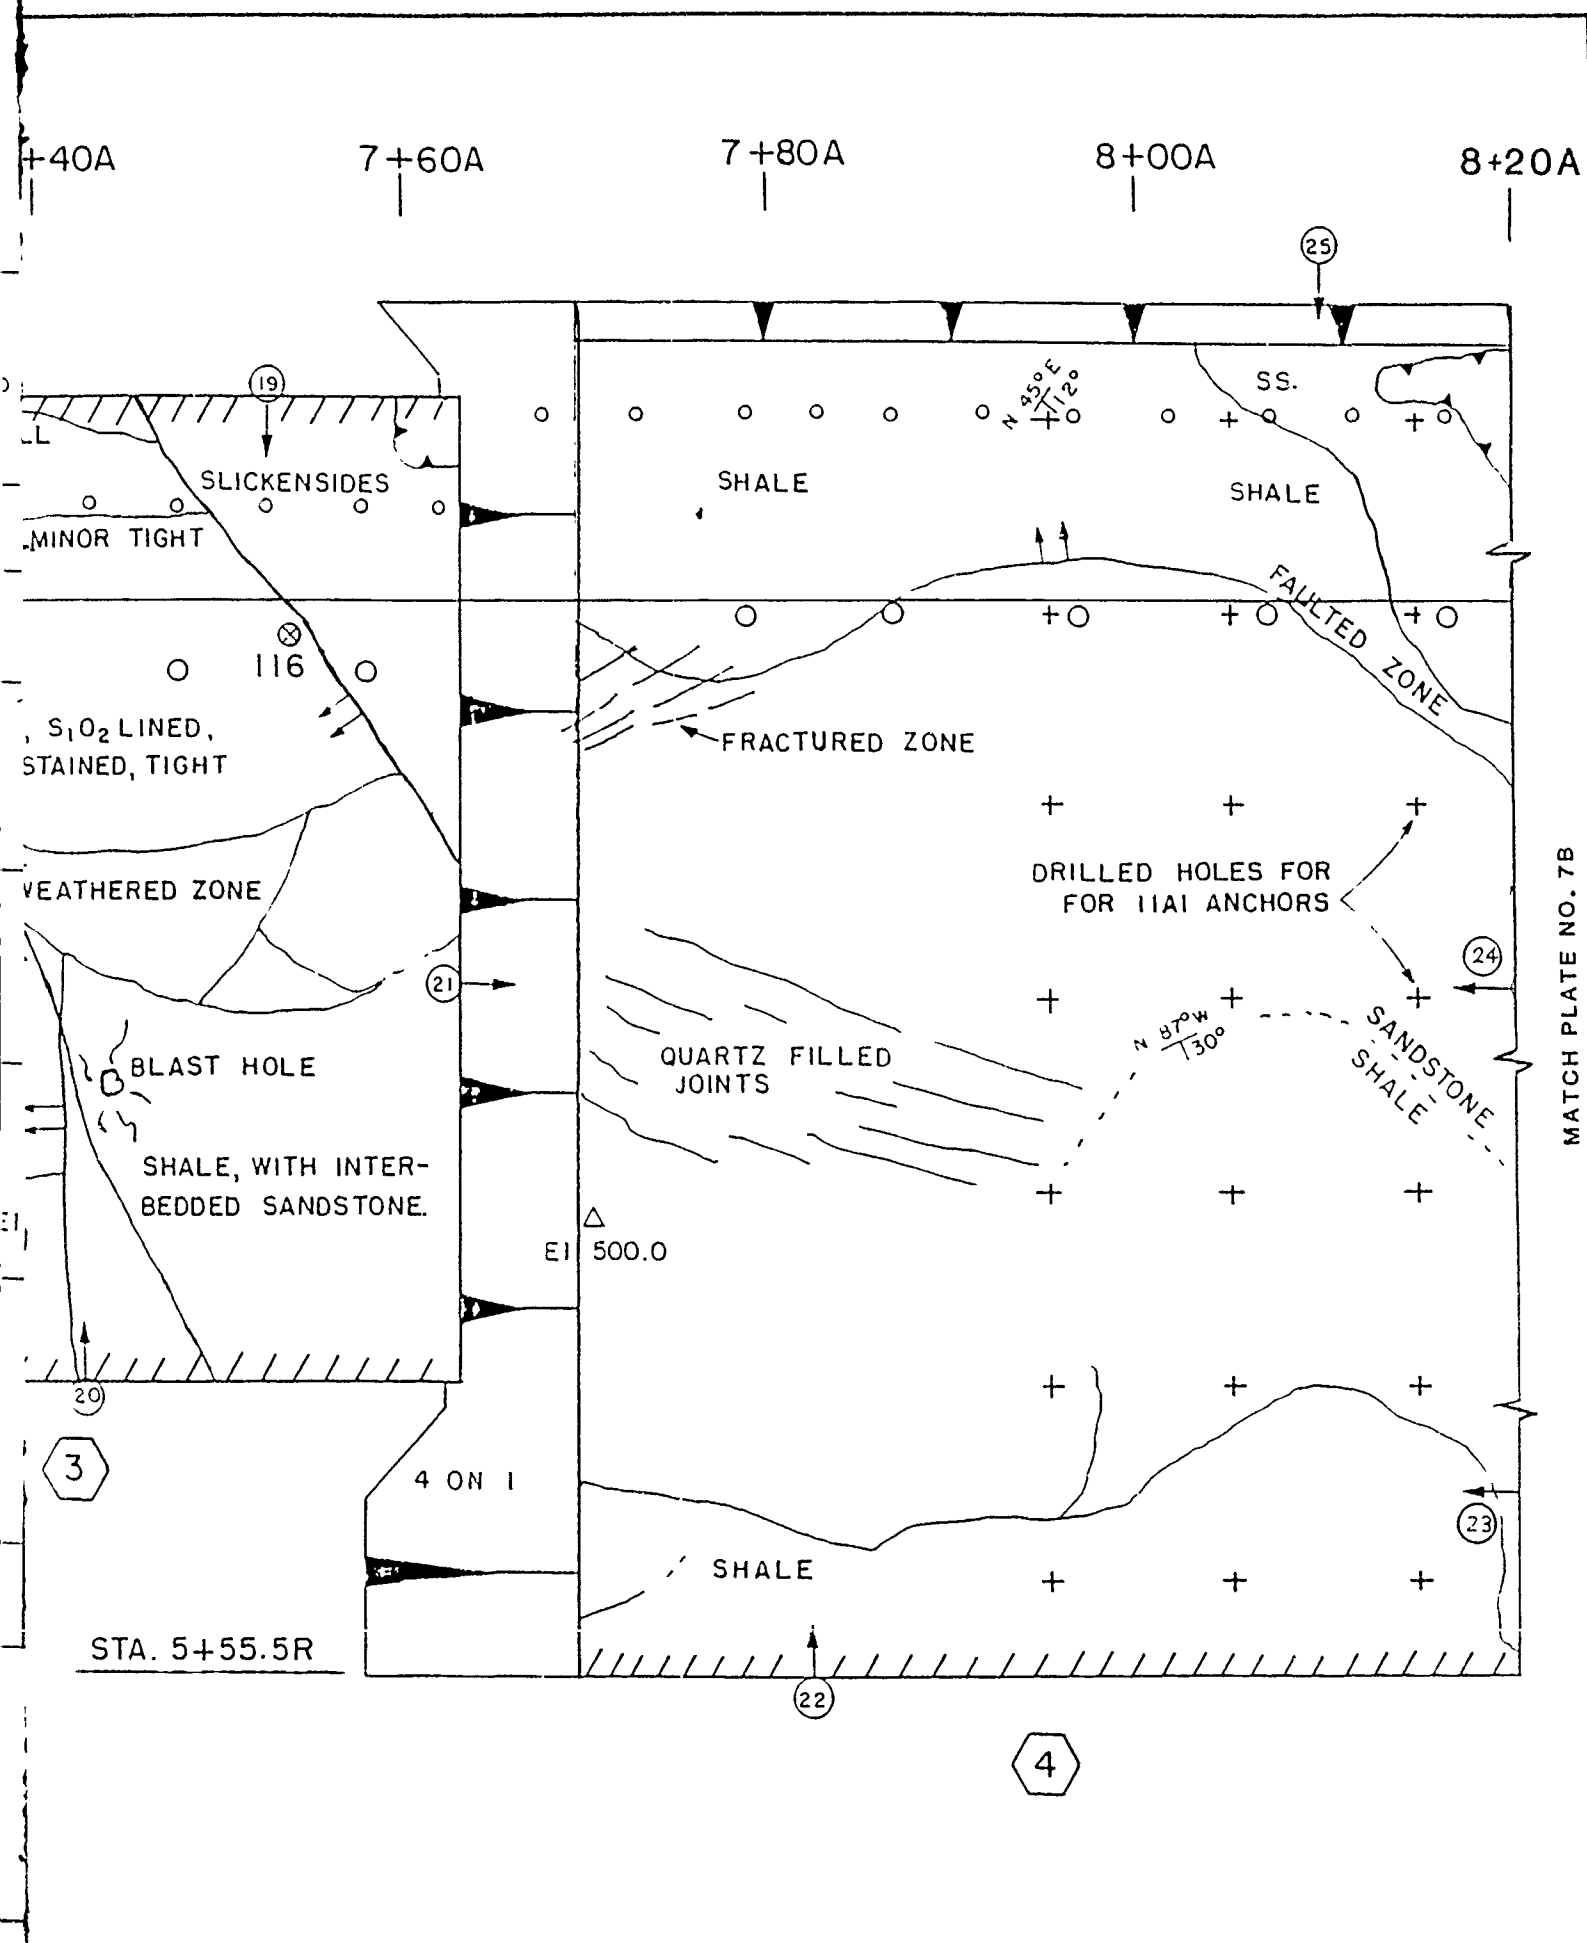 +40A
7+60A
7+80A
8+00A
8+20A
25
19
LL
SLICKENSIDES
MINOR TIGHT
116
, S1O2 LINED,
STAINED, TIGHT
WEATHERED ZONE
21
BLAST HOLE
SHALE, WITH INTER-
BEDDED SANDSTONE.
20
3
4 ON 1
STA. 5+55.5R
N 45° E
12°
SS.
SHALE
SHALE
FAULTED ZONE
FRACTURED ZONE
DRILLED HOLES FOR
FOR 11A1 ANCHORS
24
N 87° W
30°
SANDSTONE
SHALE
QUARTZ FILLED
JOINTS
El 500.0
23
SHALE
22
4
MATCH PLATE NO. 7B